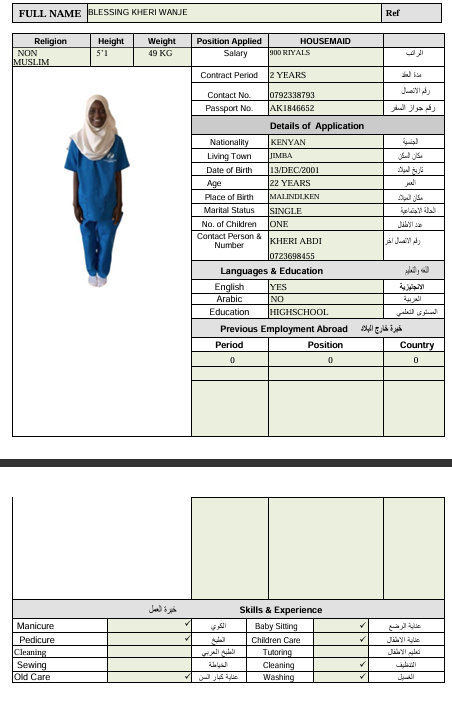 FULL NAME BLESSING KHERI WANJE Ref
Religion Height Weight Position Applied HOUSEMAID
NON MUSLIM 5'1 49 KG Salary 900 RIYALS الراتب
Contract Period 2 YEARS مدة العقد
Contact No. 0792338793 رقم الاتصال
Passport No. AK1846652 رقم جواز السفر
Details of Application
Nationality KENYAN الجنسية
Living Town JIMBA مكان السكن
Date of Birth 13/DEC/2001 تاريخ الميلاد
Age 22 YEARS العمر
Place of Birth MALINDI,KEN مكان الميلاد
Marital Status SINGLE الحالة الاجتماعية
No. of Children ONE عدد الاطفال
Contact Person & Number KHERI ABDI 0723698455 رقم الاتصال اخر
Languages & Education اللغة والتعليم
English YES الانجليزية
Arabic NO العربية
Education HIGHSCHOOL المستوى التعلمي
Previous Employment Abroad خبرة خارج البلاد
Period Position Country
0 0 0
خبرة العمل Skills & Experience
Manicure ✓ الكوي Baby Sitting ✓ عناية الرضع
Pedicure ✓ الطبخ Children Care ✓ عناية الاطفال
Cleaning الطبخ العربي Tutoring تعليم الاطفال
Sewing الخياطة Cleaning ✓ التنظيف
Old Care ✓ عناية كبار السن Washing ✓ الغسيل